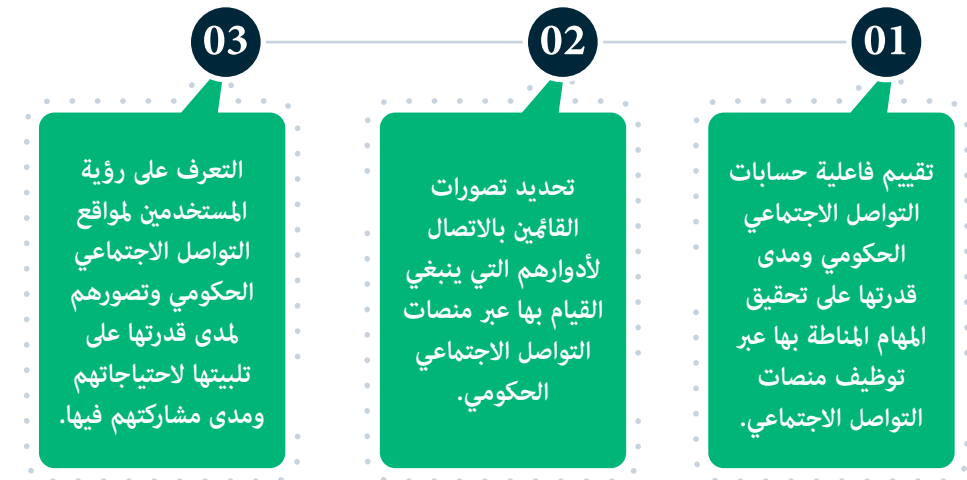 01
تقييم فاعلية حسابات
التواصل الاجتماعي
الحكومي ومدى
قدرتها على تحقيق
المهام المناطة بها عبر
توظيف منصات
التواصل الاجتماعي.
02
تحديد تصورات
القائمين بالاتصال
لأدوارهم التي ينبغي
القيام بها عبر منصات
التواصل الاجتماعي
الحكومي.
03
التعرف على رؤية
المستخدمين لمواقع
التواصل الاجتماعي
الحكومي وتصورهم
لمدى قدرتها على
تلبيتها لاحتياجاتهم
ومدى مشاركتهم فيها.